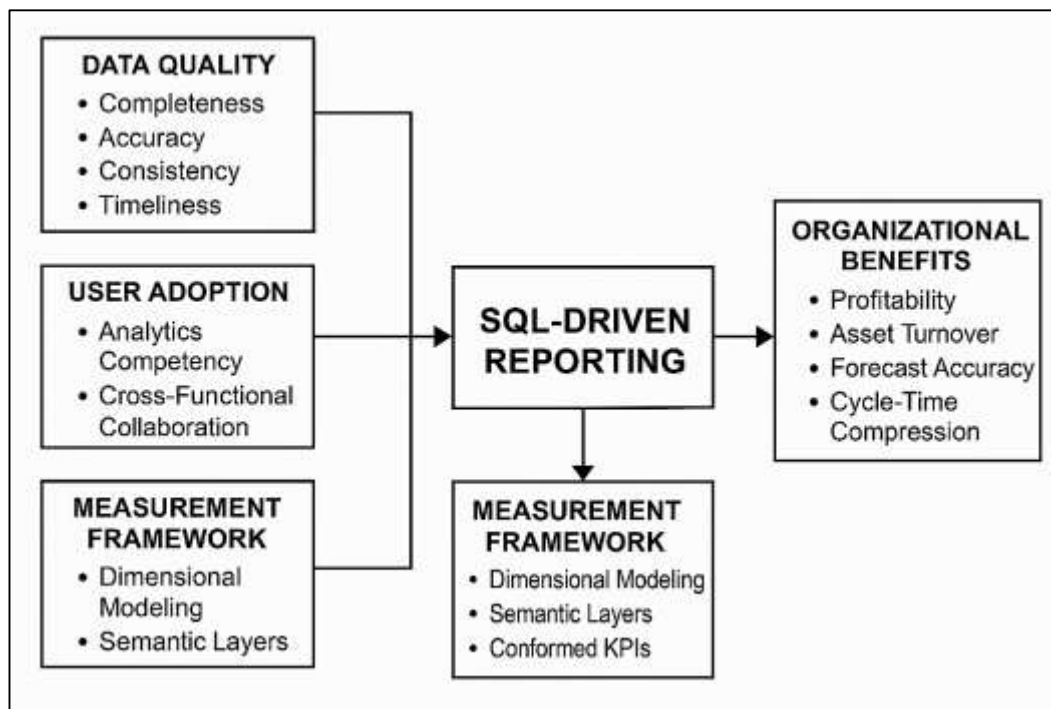 DATA QUALITY
• Completeness
• Accuracy
• Consistency
• Timeliness
USER ADOPTION
• Analytics
Competency
• Cross-Functional
Collaboration
MEASUREMENT
FRAMEWORK
• Dimensional
Modeling
• Semantic Layers
SQL-DRIVEN
REPORTING
MEASUREMENT
FRAMEWORK
• Dimensional Modeling
• Semantic Layers
• Conformed KPIs
ORGANIZATIONAL
BENEFITS
• Profitability
• Asset Turnover
• Forecast Accuracy
• Cycle-Time
Compression